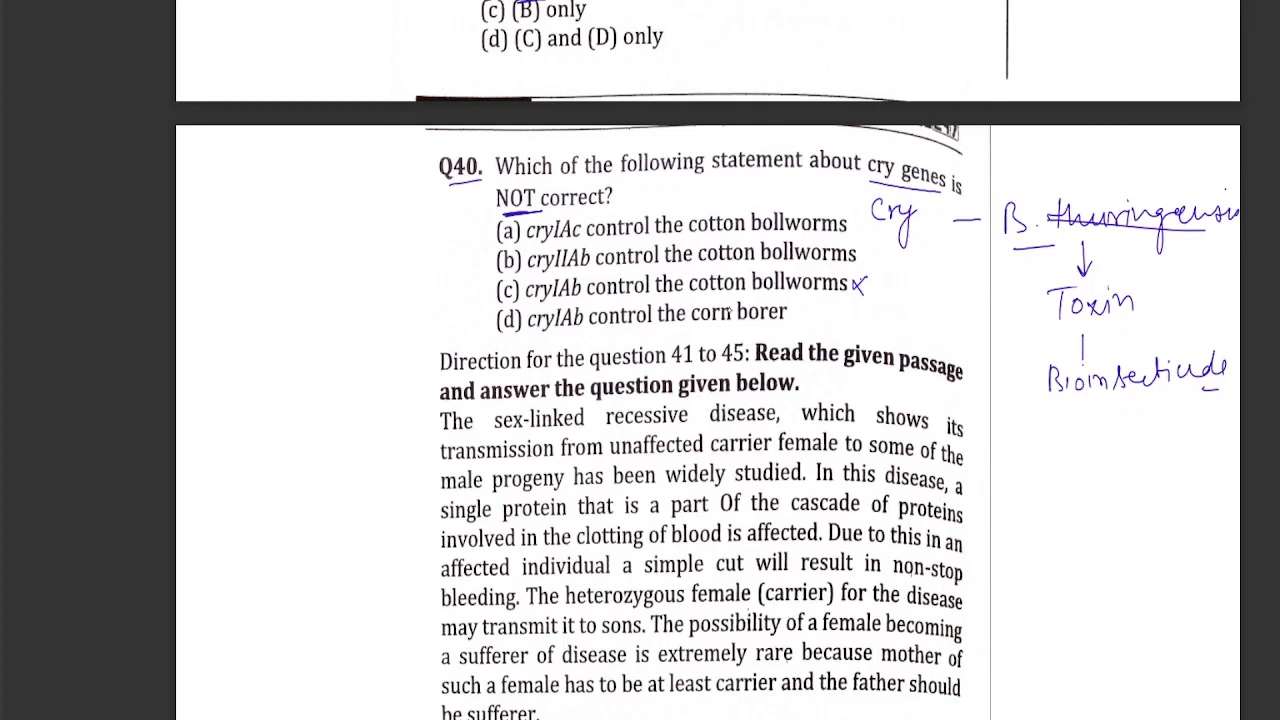 (c) (B) only
(d) (C) and (D) only
Q40. Which of the following statement about cry genes is
NOT correct?
Cry — B. thuringensis
(a) cryIAc control the cotton bollworms
(b) cryIIAb control the cotton bollworms
(c) cryIAb control the cotton bollworms x
(d) cryIAb control the corn borer
Toxin
Bioinsecticide
Direction for the question 41 to 45: Read the given passage
and answer the question given below.
The sex-linked recessive disease, which shows its
transmission from unaffected carrier female to some of the
male progeny has been widely studied. In this disease, a
single protein that is a part Of the cascade of proteins
involved in the clotting of blood is affected. Due to this in an
affected individual a simple cut will result in non-stop
bleeding. The heterozygous female (carrier) for the disease
may transmit it to sons. The possibility of a female becoming
a sufferer of disease is extremely rare because mother of
such a female has to be at least carrier and the father should
be sufferer.